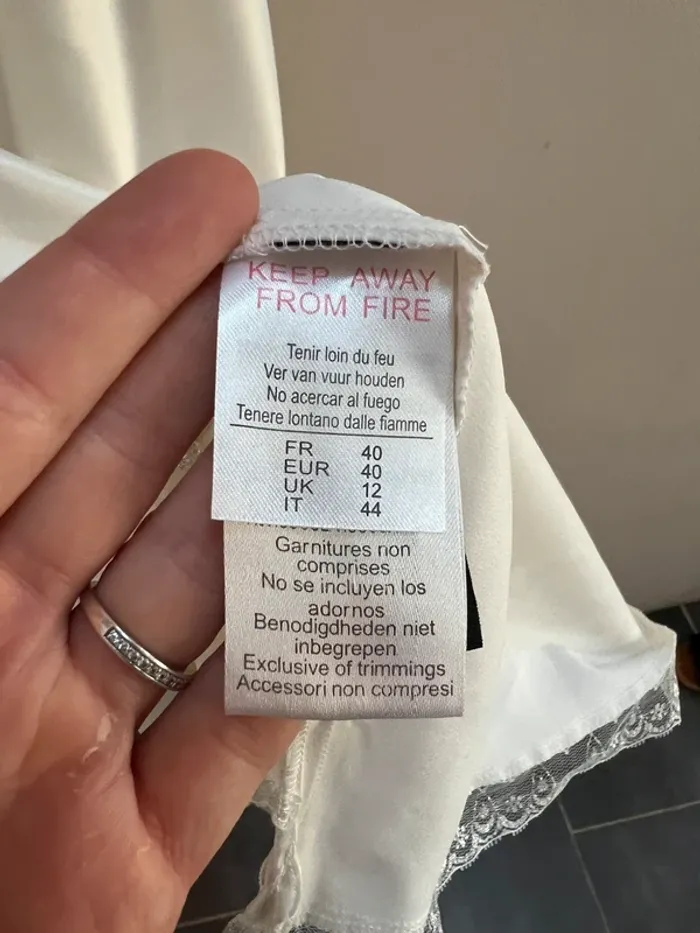 KEEP AWAY
FROM FIRE
Tenir loin du feu
Ver van vuur houden
No acercar al fuego
Tenere lontano dalle fiamme
FR 40
EUR 40
UK 12
IT 44
Garnitures non
comprises
No se incluyen los
adornos
Benodigdheden niet
inbegrepen
Exclusive of trimmings
Accessori non compresi